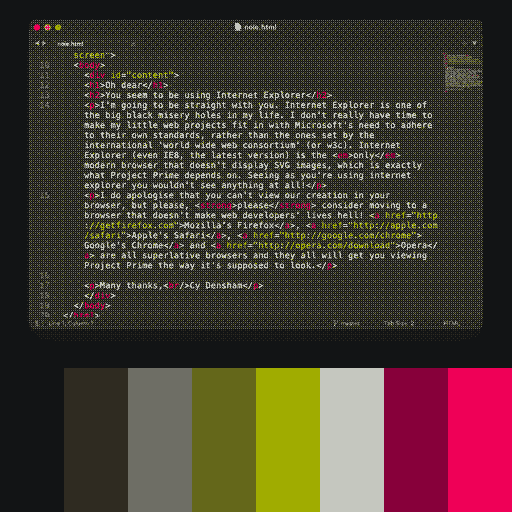 noie.html
noie.html
screen">
10 <body>
11 <div id="content">
12 <h1>Oh dear</h1>
13 <h2>You seem to be using Internet Explorer</h2>
14 <p>I'm going to be straight with you. Internet Explorer is one of
the big black misery holes in my life. I don't really have time to
make my little web projects fit in with Microsoft's need to adhere
to their own standards, rather than the ones set by the
international 'world wide web consortium' (or w3c). Internet
Explorer (even IE8, the latest version) is the <em>only</em>
modern browser that doesn't display SVG images, which is exactly
what Project Prime depends on. Seeing as you're using internet
explorer you wouldn't see anything at all!</p>
15 <p>I do apologise that you can't view our creation in your
browser, but please, <strong>please</strong> consider moving to a
browser that doesn't make web developers' lives hell! <a href="http
://getfirefox.com">Mozilla's Firefox</a>, <a href="http://apple.com
/safari">Apple's Safari</a>, <a href="http://google.com/chrome">
Google's Chrome</a> and <a href="http://opera.com/download">Opera</
a> are all superlative browsers and they all will get you viewing
Project Prime the way it's supposed to look.</p>
16
17 <p>Many thanks,<br/>Cy Densham</p>
18 </div>
19 </body>
20 </html>
Line 1, Column 1
master
Tab Size: 2
HTML